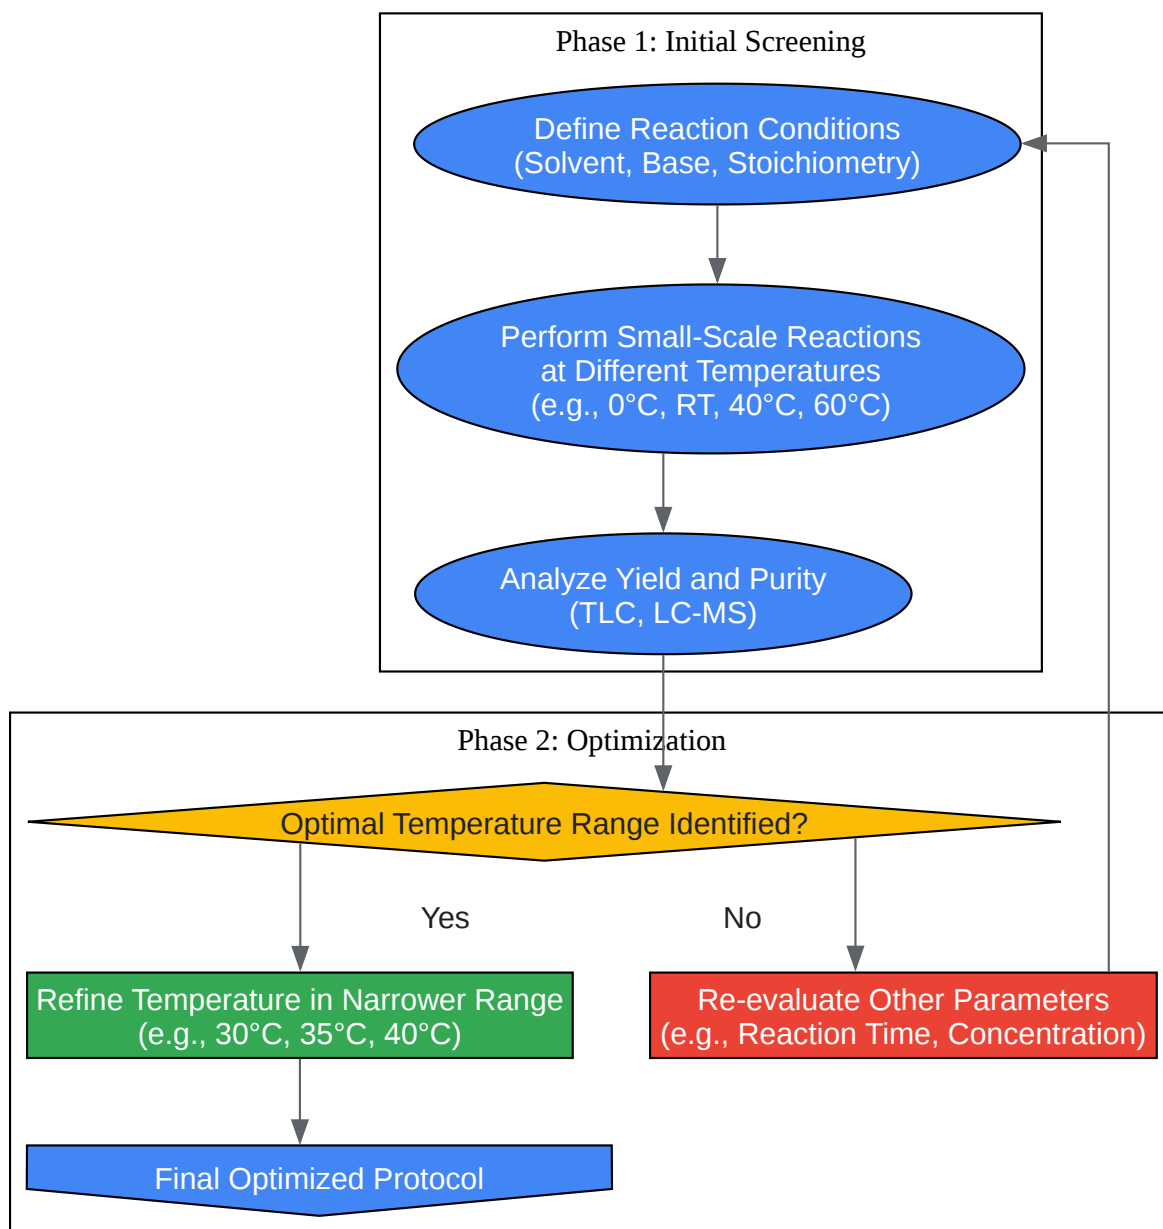 Phase 1: Initial Screening
Define Reaction Conditions
(Solvent, Base, Stoichiometry)
Perform Small-Scale Reactions
at Different Temperatures
(e.g., 0°C, RT, 40°C, 60°C)
Analyze Yield and Purity
(TLC, LC-MS)
Phase 2: Optimization
Optimal Temperature Range Identified?
Yes
No
Refine Temperature in Narrower Range
(e.g., 30°C, 35°C, 40°C)
Re-evaluate Other Parameters
(e.g., Reaction Time, Concentration)
Final Optimized Protocol